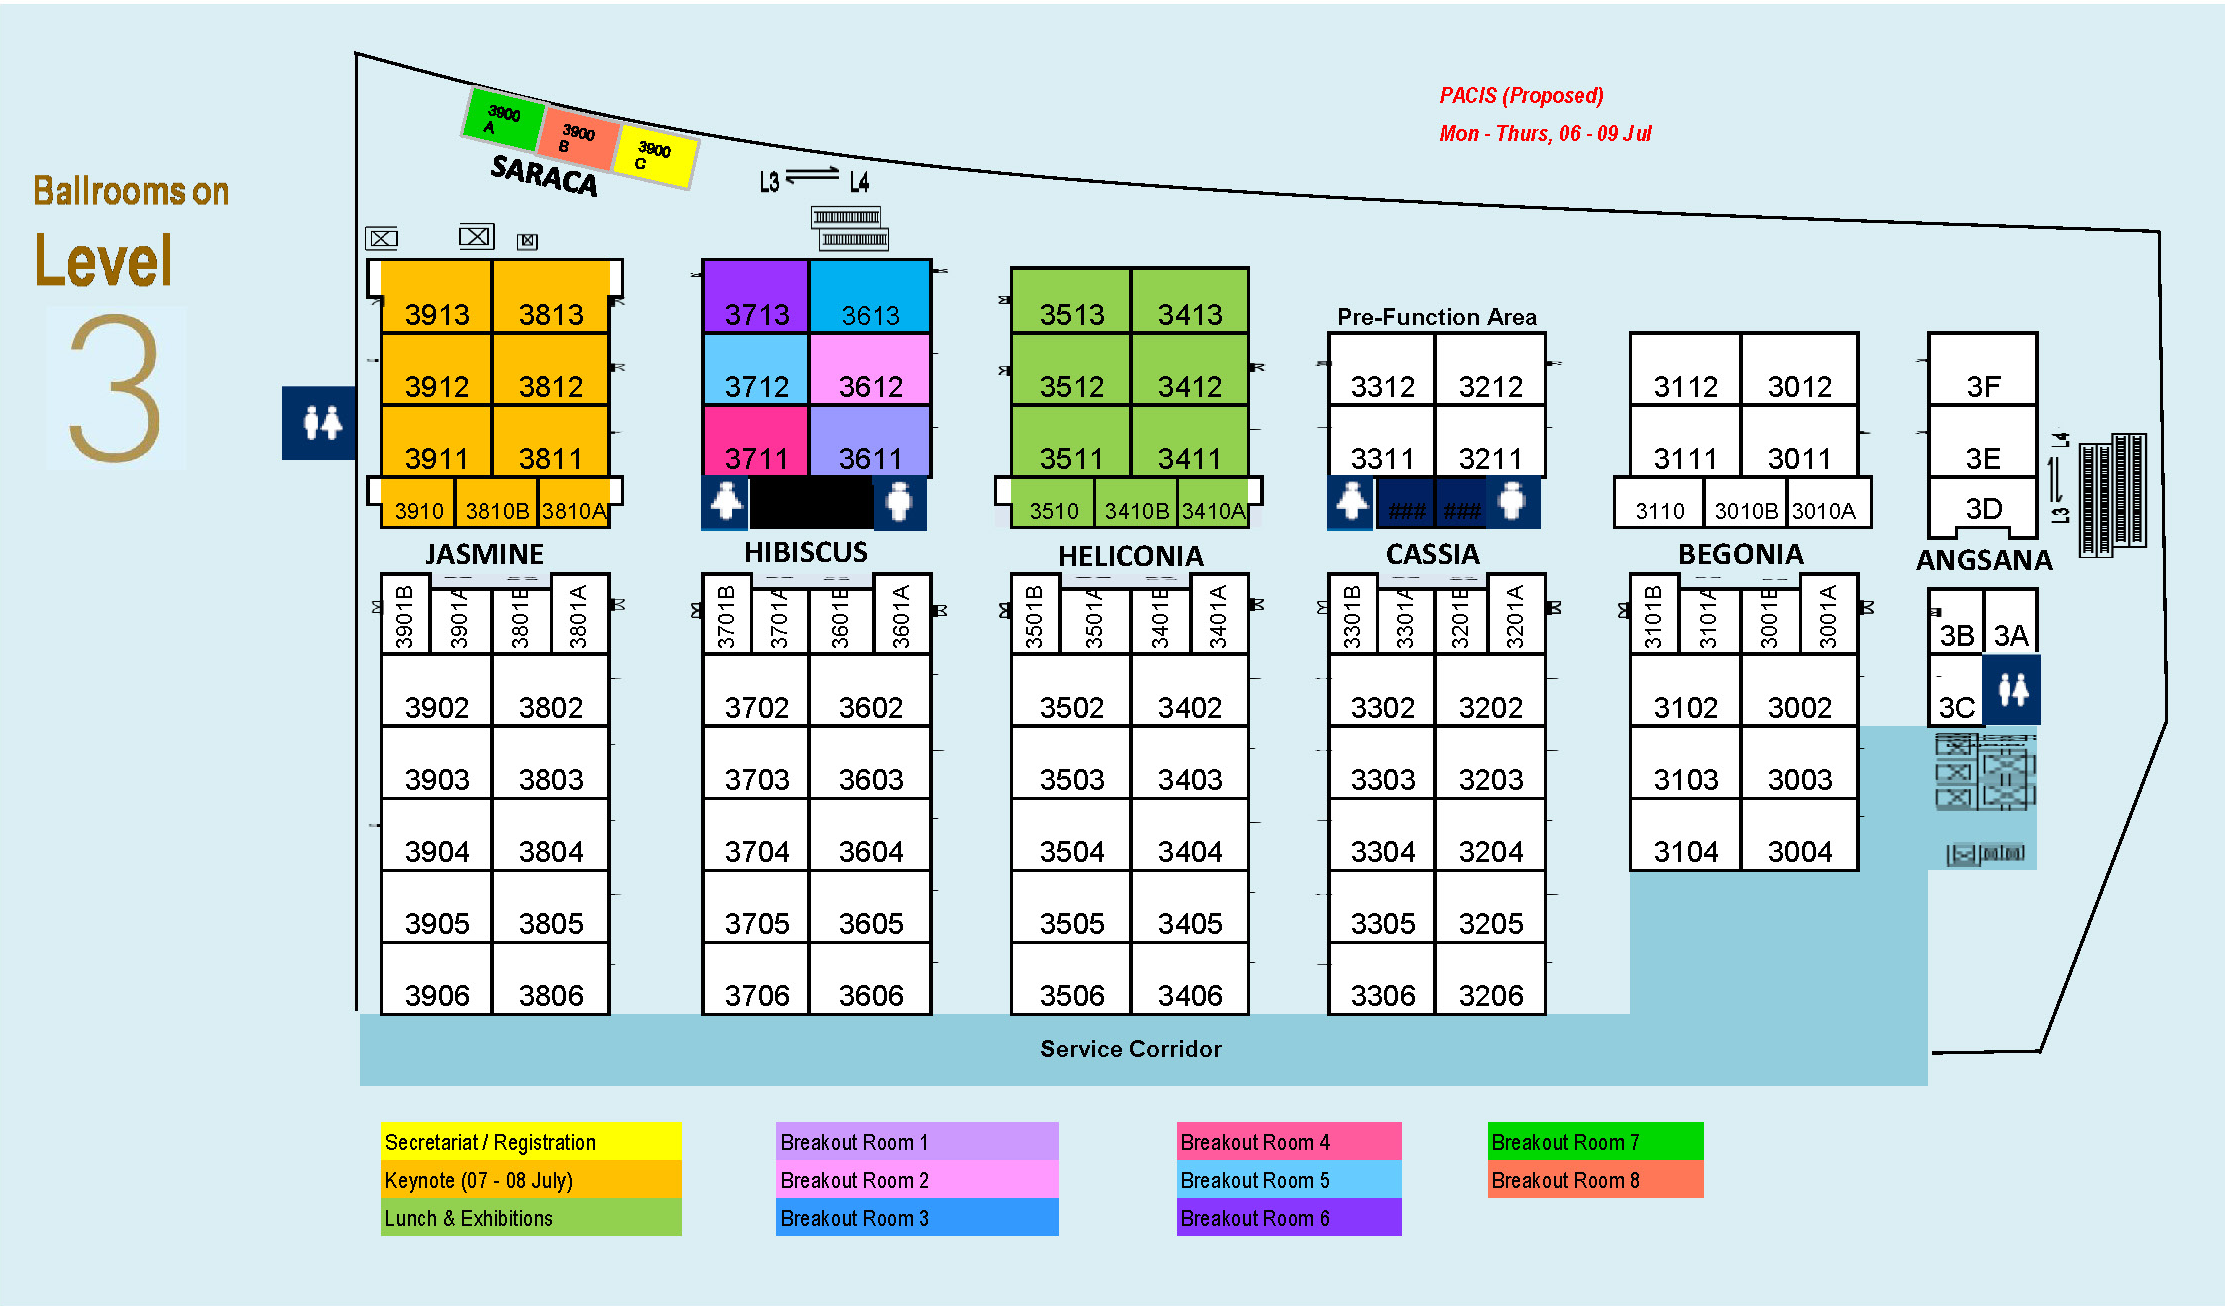 PACIS (Proposed)
Mon - Thurs, 06 - 09 Jul
Ballrooms on
Level
3
3900 A
3900 B
3900 C
SARACA
L3 L4
3913 3813 3713 3613 3513 3413
Pre-Function Area
3912 3812 3712 3612 3512 3412 3312 3212 3112 3012 3F
3911 3811 3711 3611 3511 3411 3311 3211 3111 3011 3E
3910 3810B 3810A 3510 3410B 3410A ### ### 3110 3010B 3010A 3D
L3 L4
JASMINE HIBISCUS HELICONIA CASSIA BEGONIA ANGSANA
3901B 3901A 3801B 3801A 3701B 3701A 3601B 3601A 3501B 3501A 3401B 3401A 3301B 3301A 3201B 3201A 3101B 3101A 3001B 3001A 3B 3A
3902 3802 3702 3602 3502 3402 3302 3202 3102 3002 3C
3903 3803 3703 3603 3503 3403 3303 3203 3103 3003
3904 3804 3704 3604 3504 3404 3304 3204 3104 3004
3905 3805 3705 3605 3505 3405 3305 3205
3906 3806 3706 3606 3506 3406 3306 3206
Service Corridor
Secretariat / Registration
Keynote (07 - 08 July)
Lunch & Exhibitions
Breakout Room 1
Breakout Room 2
Breakout Room 3
Breakout Room 4
Breakout Room 5
Breakout Room 6
Breakout Room 7
Breakout Room 8